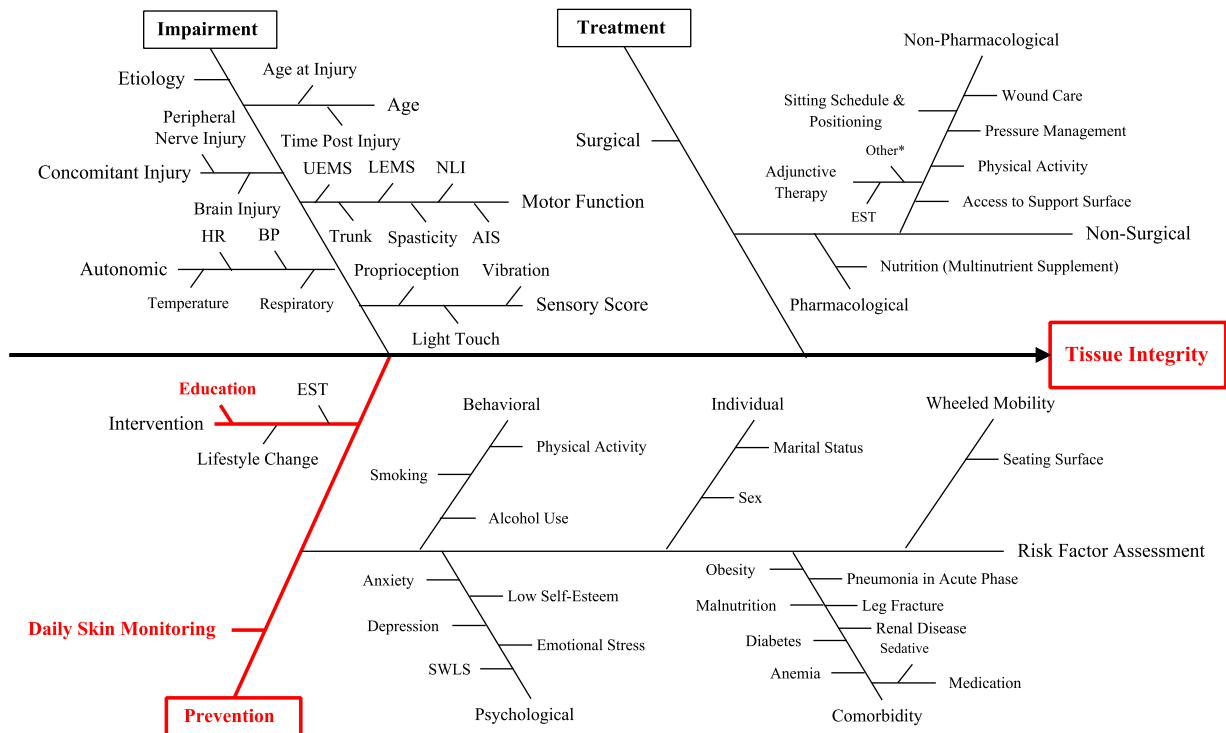 Impairment
Treatment
Non-Pharmacological
Etiology
Age at Injury
Age
Time Post Injury
Peripheral
Nerve Injury
Concomitant Injury
Brain Injury
UEMS
LEMS
NLI
Motor Function
Trunk
Spasticity
AIS
HR
BP
Autonomic
Temperature
Respiratory
Proprioception
Vibration
Sensory Score
Light Touch
Surgical
Sitting Schedule &
Positioning
Wound Care
Pressure Management
Other*
Adjunctive
Therapy
EST
Physical Activity
Access to Support Surface
Non-Surgical
Nutrition (Multinutrient Supplement)
Pharmacological
Tissue Integrity
Education
EST
Intervention
Lifestyle Change
Behavioral
Physical Activity
Smoking
Alcohol Use
Individual
Marital Status
Sex
Wheeled Mobility
Seating Surface
Risk Factor Assessment
Anxiety
Low Self-Esteem
Depression
Emotional Stress
SWLS
Psychological
Obesity
Pneumonia in Acute Phase
Malnutrition
Leg Fracture
Renal Disease
Diabetes
Sedative
Anemia
Medication
Comorbidity
Daily Skin Monitoring
Prevention